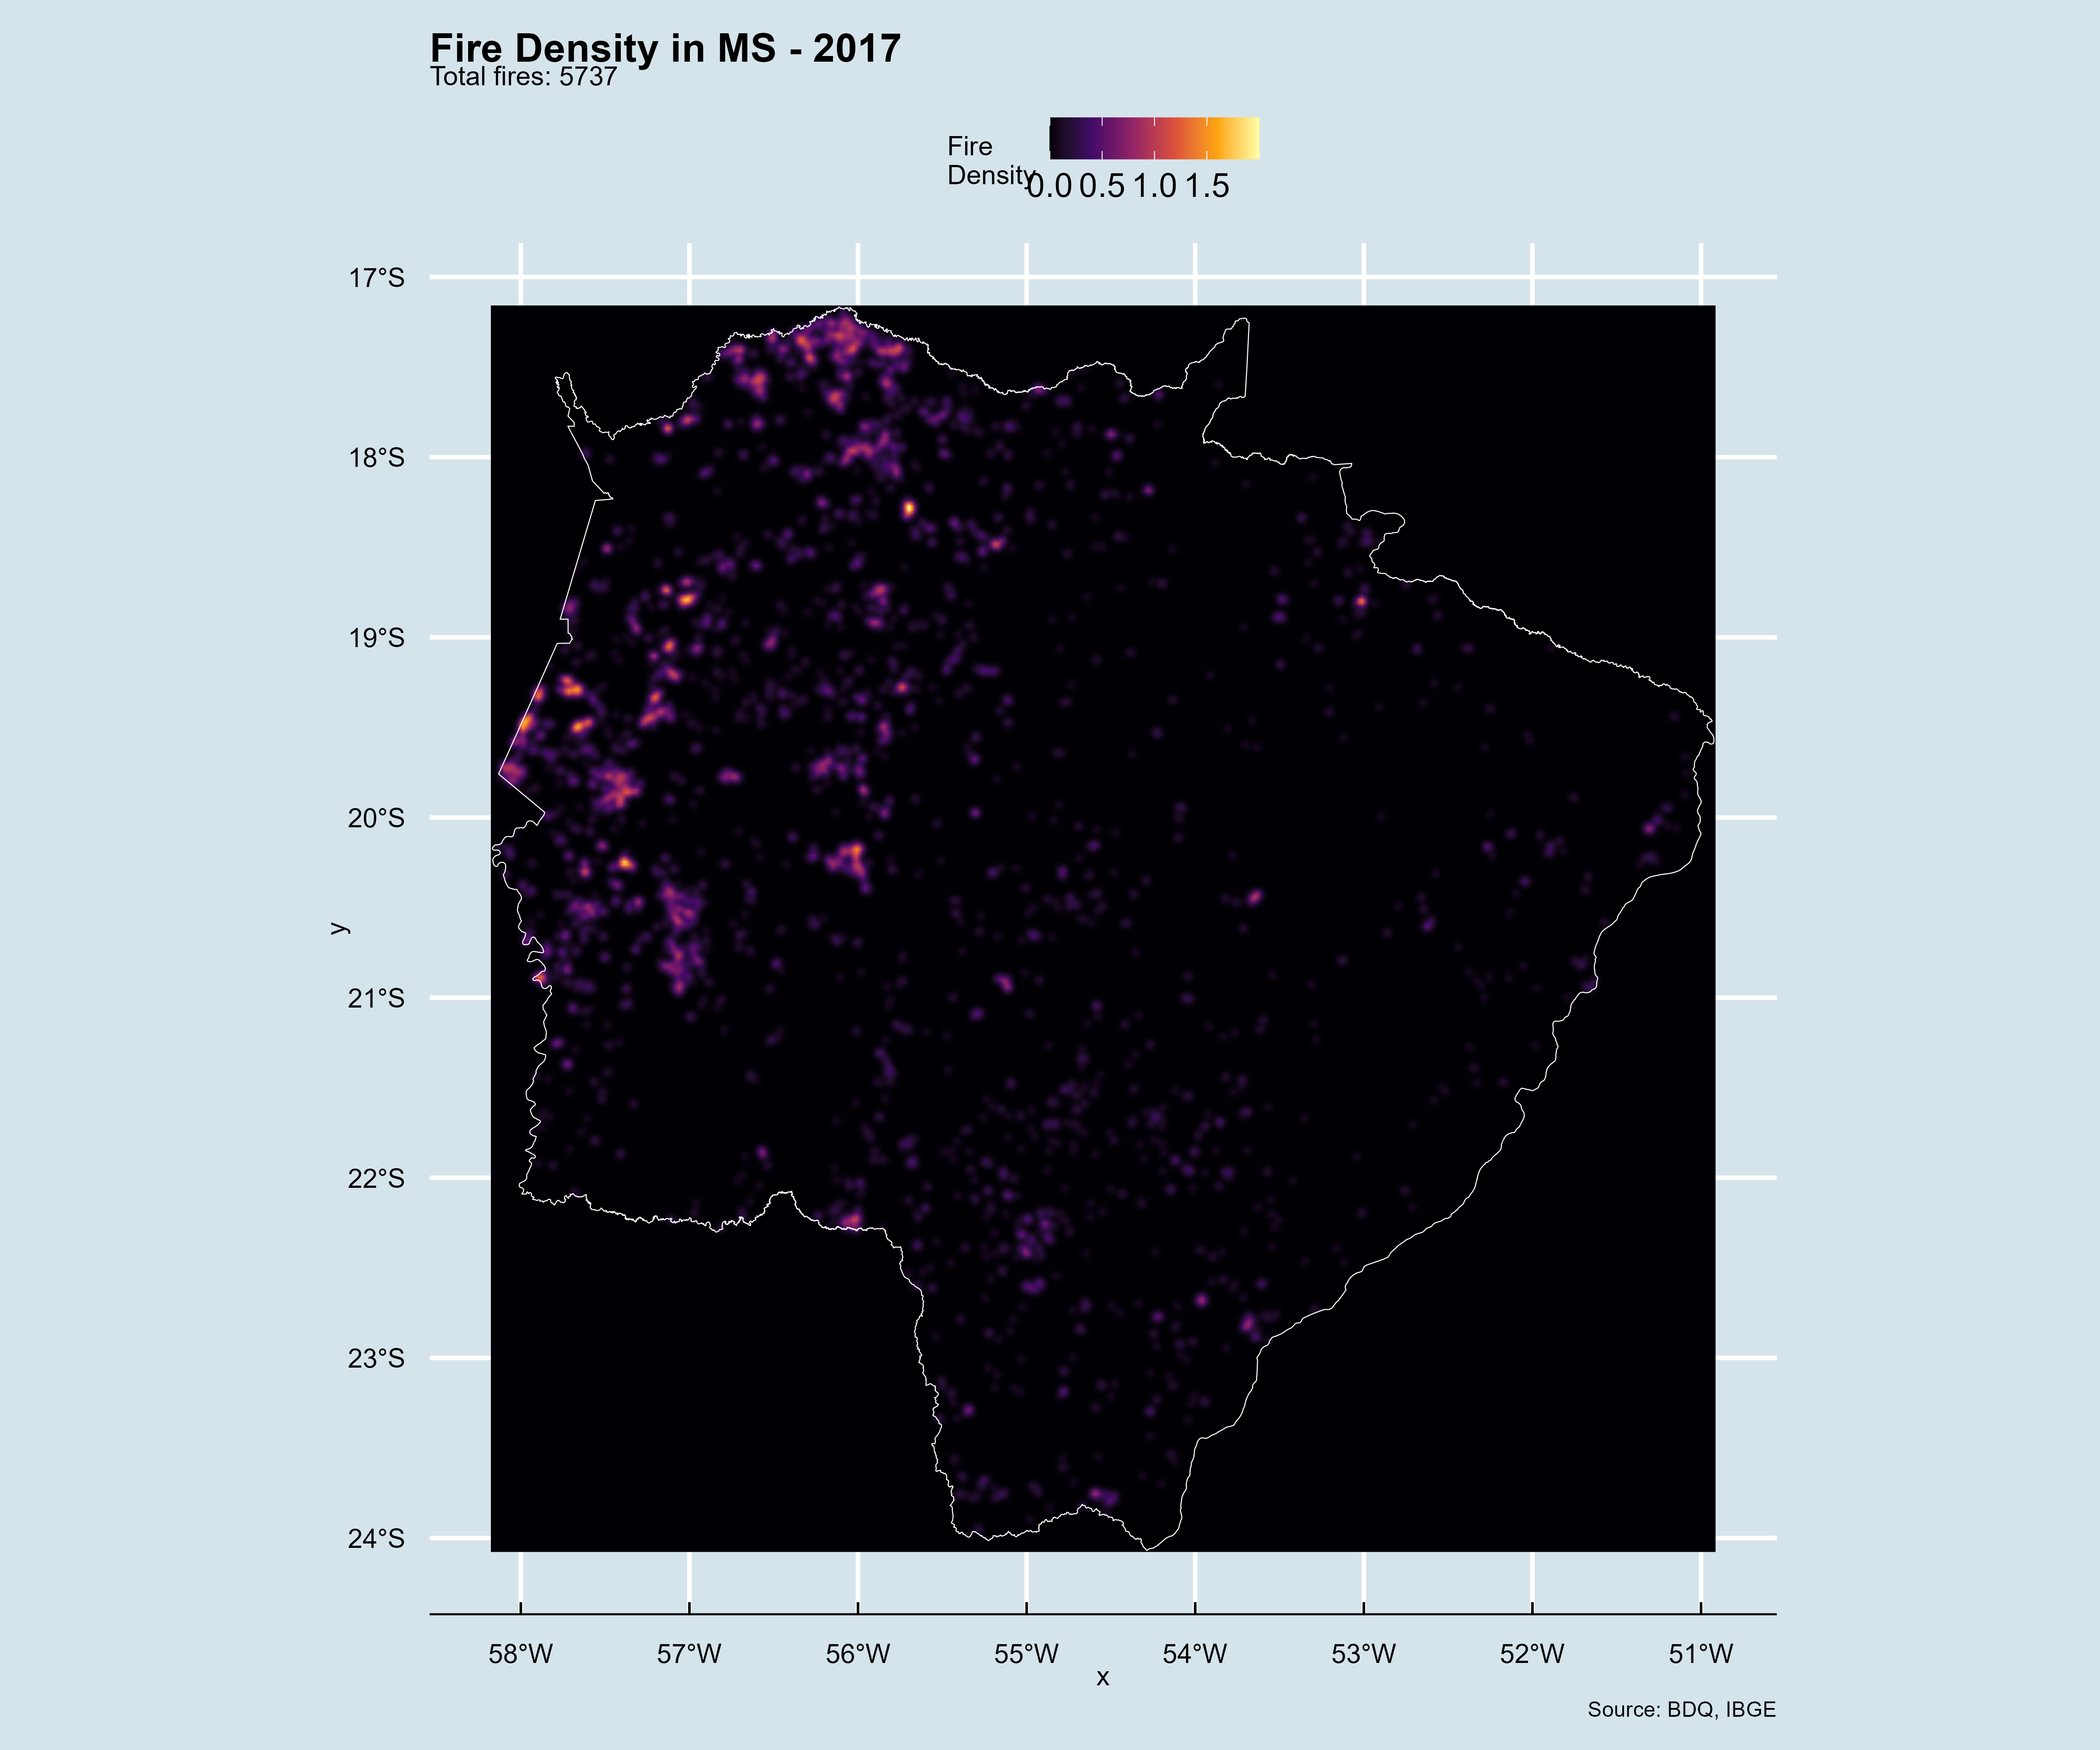 Fire Density in MS - 2017
Total fires: 5737
Fire
Density
0.0 0.5 1.0 1.5
17°S
18°S
19°S
20°S
21°S
22°S
23°S
24°S
y
58°W 57°W 56°W 55°W 54°W 53°W 52°W 51°W
x
Source: BDQ, IBGE